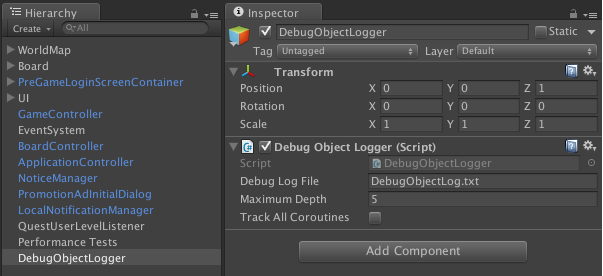 Hierarchy
Create
All
WorldMap
Board
PreGameLoginScreenContainer
UI
GameController
EventSystem
BoardController
ApplicationController
NoticeManager
PromotionAdInitialDialog
LocalNotificationManager
QuestUserLevelListener
Performance Tests
DebugObjectLogger
Inspector
DebugObjectLogger Static
Tag Untagged Layer Default
Transform
Position X 0 Y 0 Z 1
Rotation X 0 Y 0 Z 0
Scale X 1 Y 1 Z 1
Debug Object Logger (Script)
Script DebugObjectLogger
Debug Log File DebugObjectLog.txt
Maximum Depth 5
Track All Coroutines
Add Component